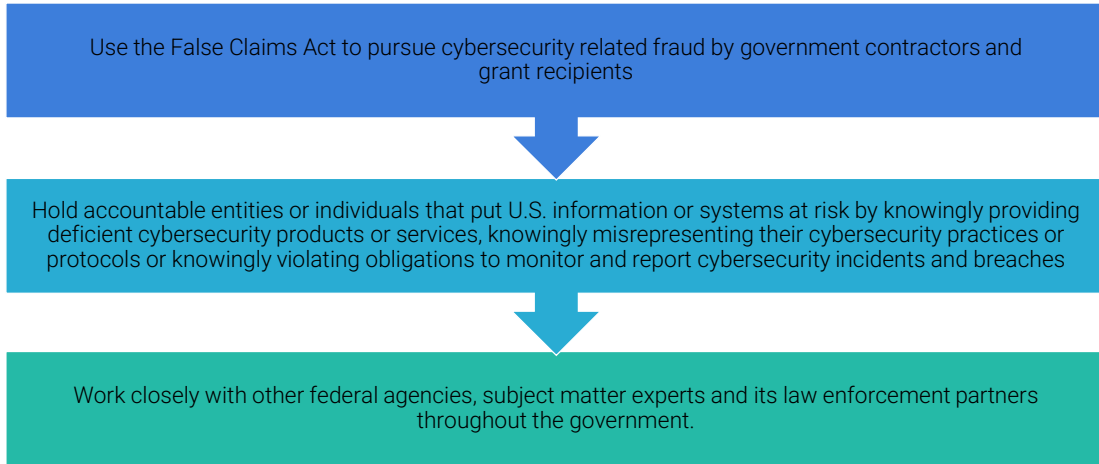 Use the False Claims Act to pursue cybersecurity related fraud by government contractors and
grant recipients
Hold accountable entities or individuals that put U.S. information or systems at risk by knowingly providing
deficient cybersecurity products or services, knowingly misrepresenting their cybersecurity practices or
protocols or knowingly violating obligations to monitor and report cybersecurity incidents and breaches
Work closely with other federal agencies, subject matter experts and its law enforcement partners
throughout the government.